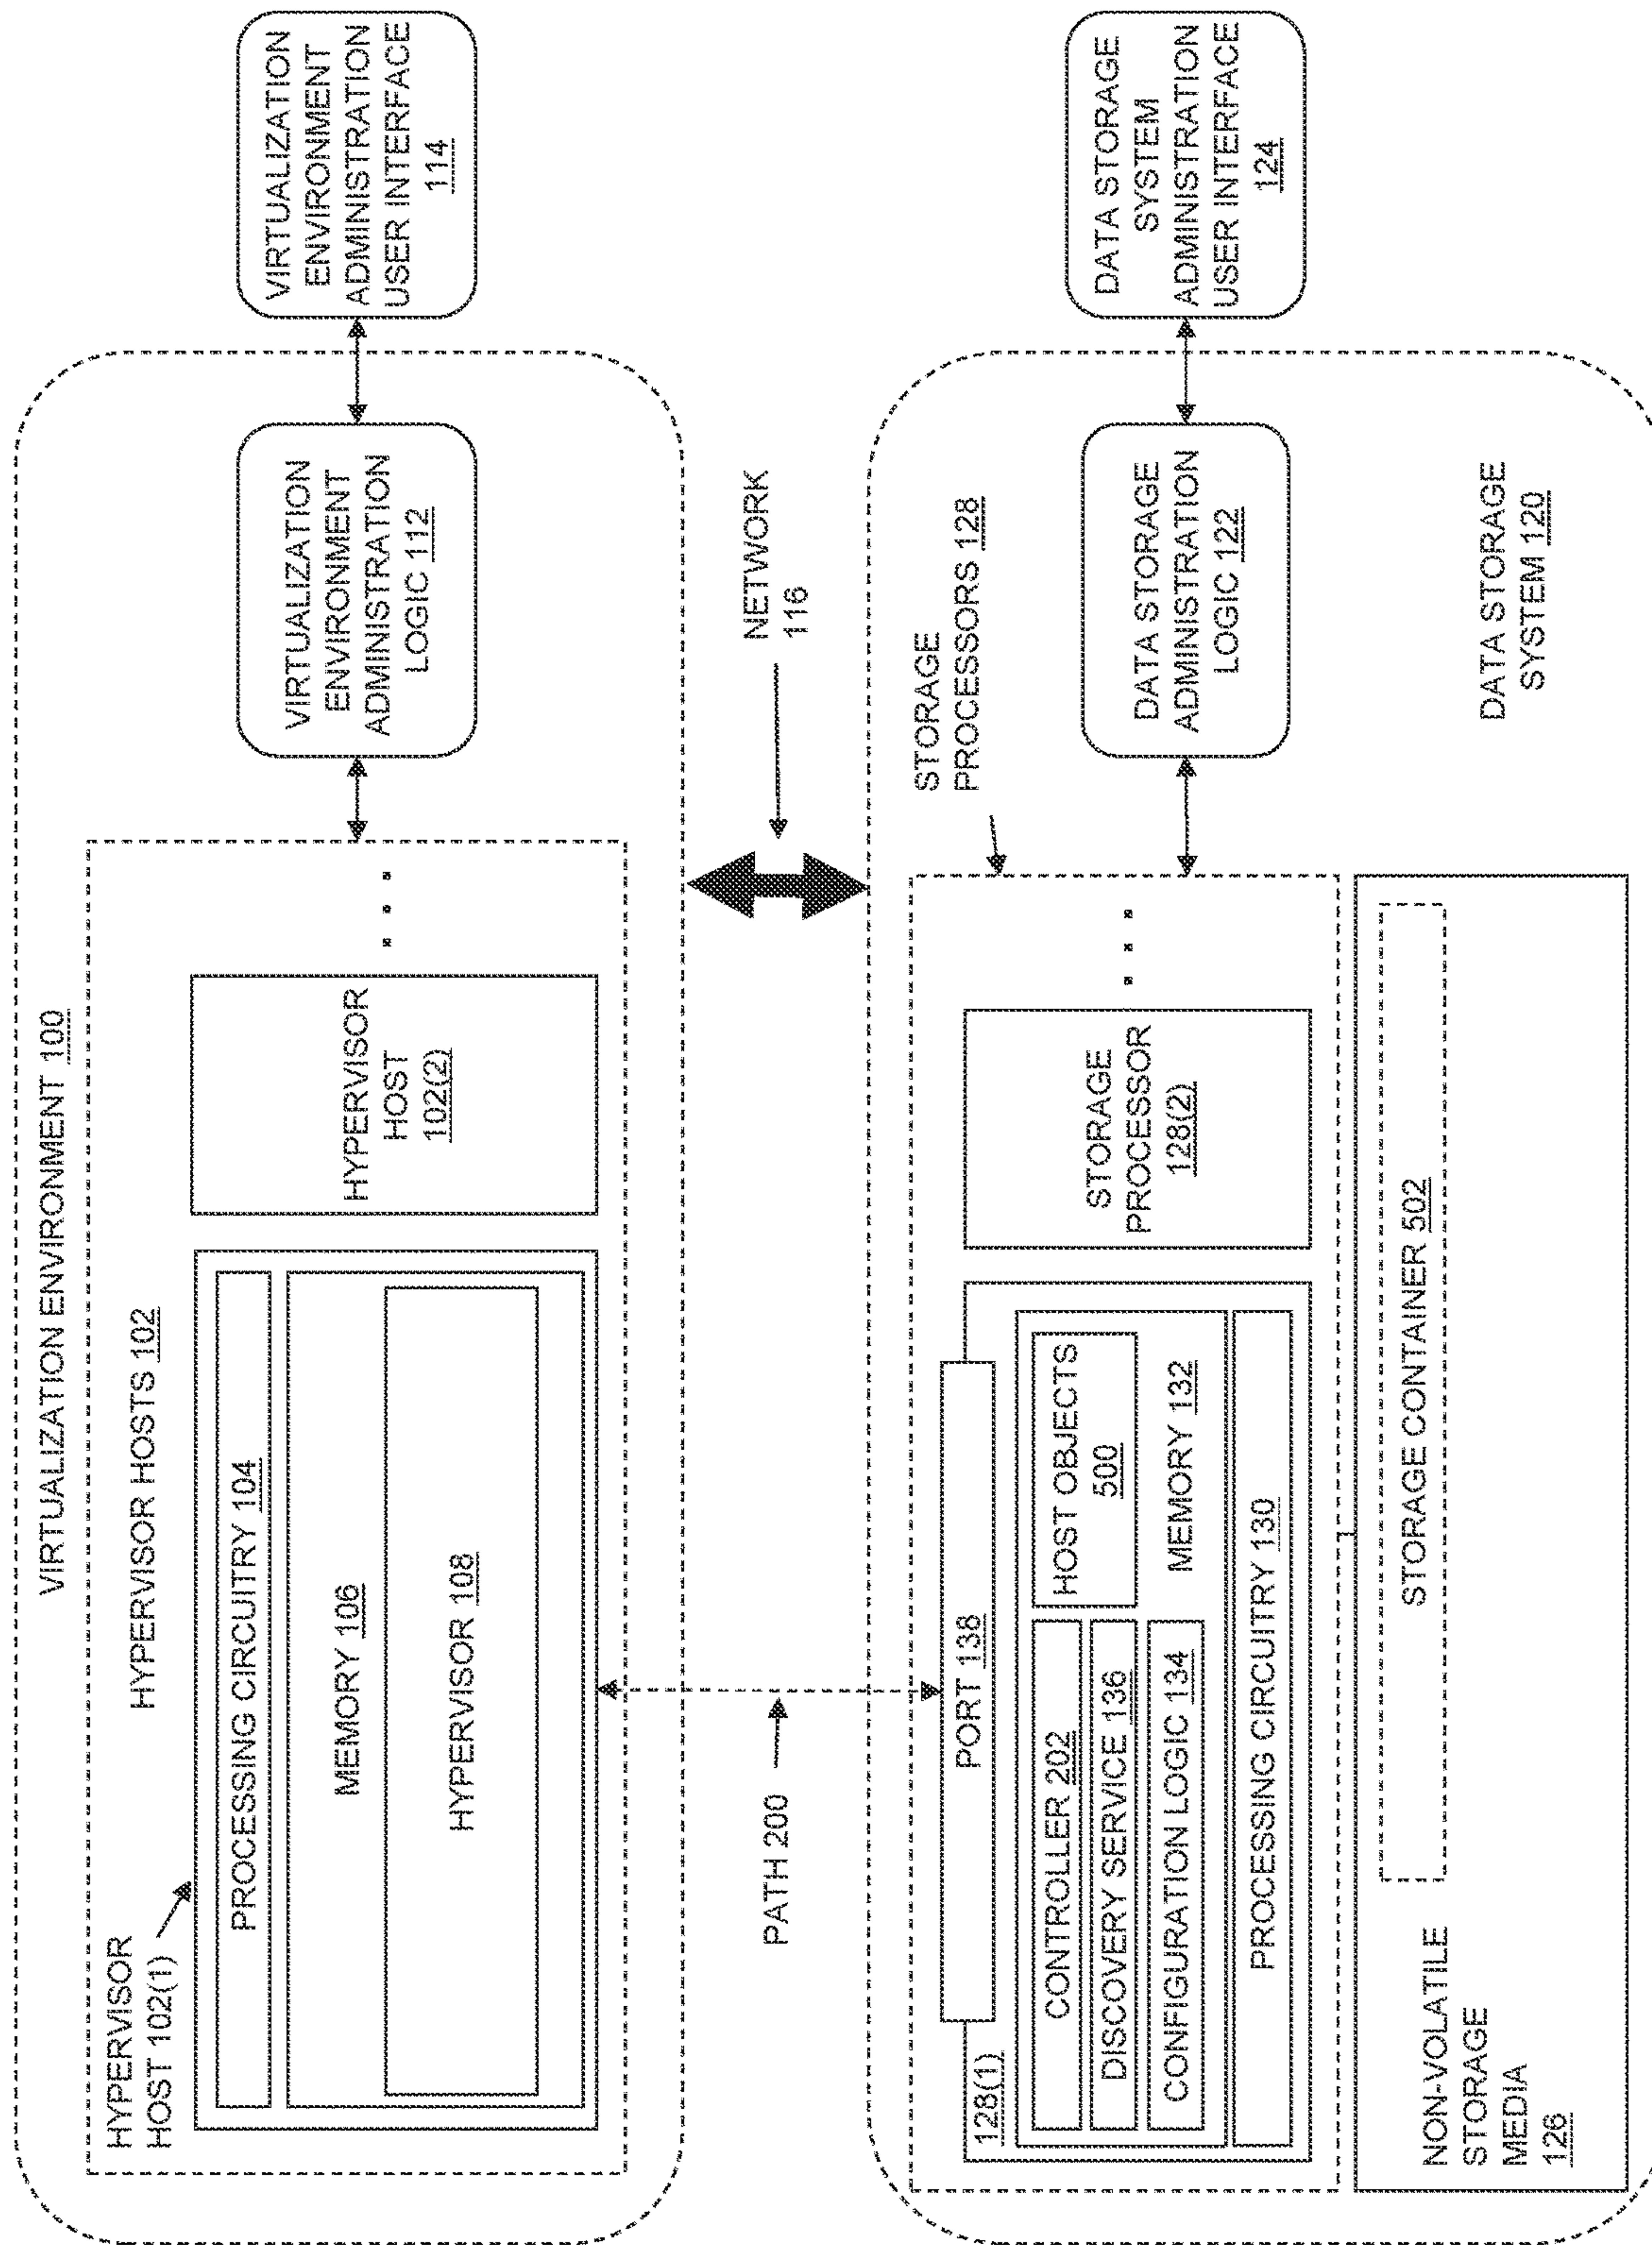 VIRTUALIZATION ENVIRONMENT 100
HYPERVISOR
HOST 102(1)
HYPERVISOR HOSTS 102
PROCESSING CIRCUITRY 104
MEMORY 106
HYPERVISOR 108
HYPERVISOR
HOST
102(2)
VIRTUALIZATION
ENVIRONMENT
ADMINISTRATION
LOGIC 112
VIRTUALIZATION
ENVIRONMENT
ADMINISTRATION
USER INTERFACE
114
PATH 200
NETWORK
116
STORAGE
PROCESSORS 128
128(1)
PORT 138
CONTROLLER 202
DISCOVERY SERVICE 136
CONFIGURATION LOGIC 134
HOST OBJECTS
500
MEMORY 132
PROCESSING CIRCUITRY 130
STORAGE
PROCESSOR
128(2)
DATA STORAGE
ADMINISTRATION
LOGIC 122
DATA STORAGE
SYSTEM
ADMINISTRATION
USER INTERFACE
124
NON-VOLATILE
STORAGE
MEDIA
126
STORAGE CONTAINER 502
DATA STORAGE
SYSTEM 120